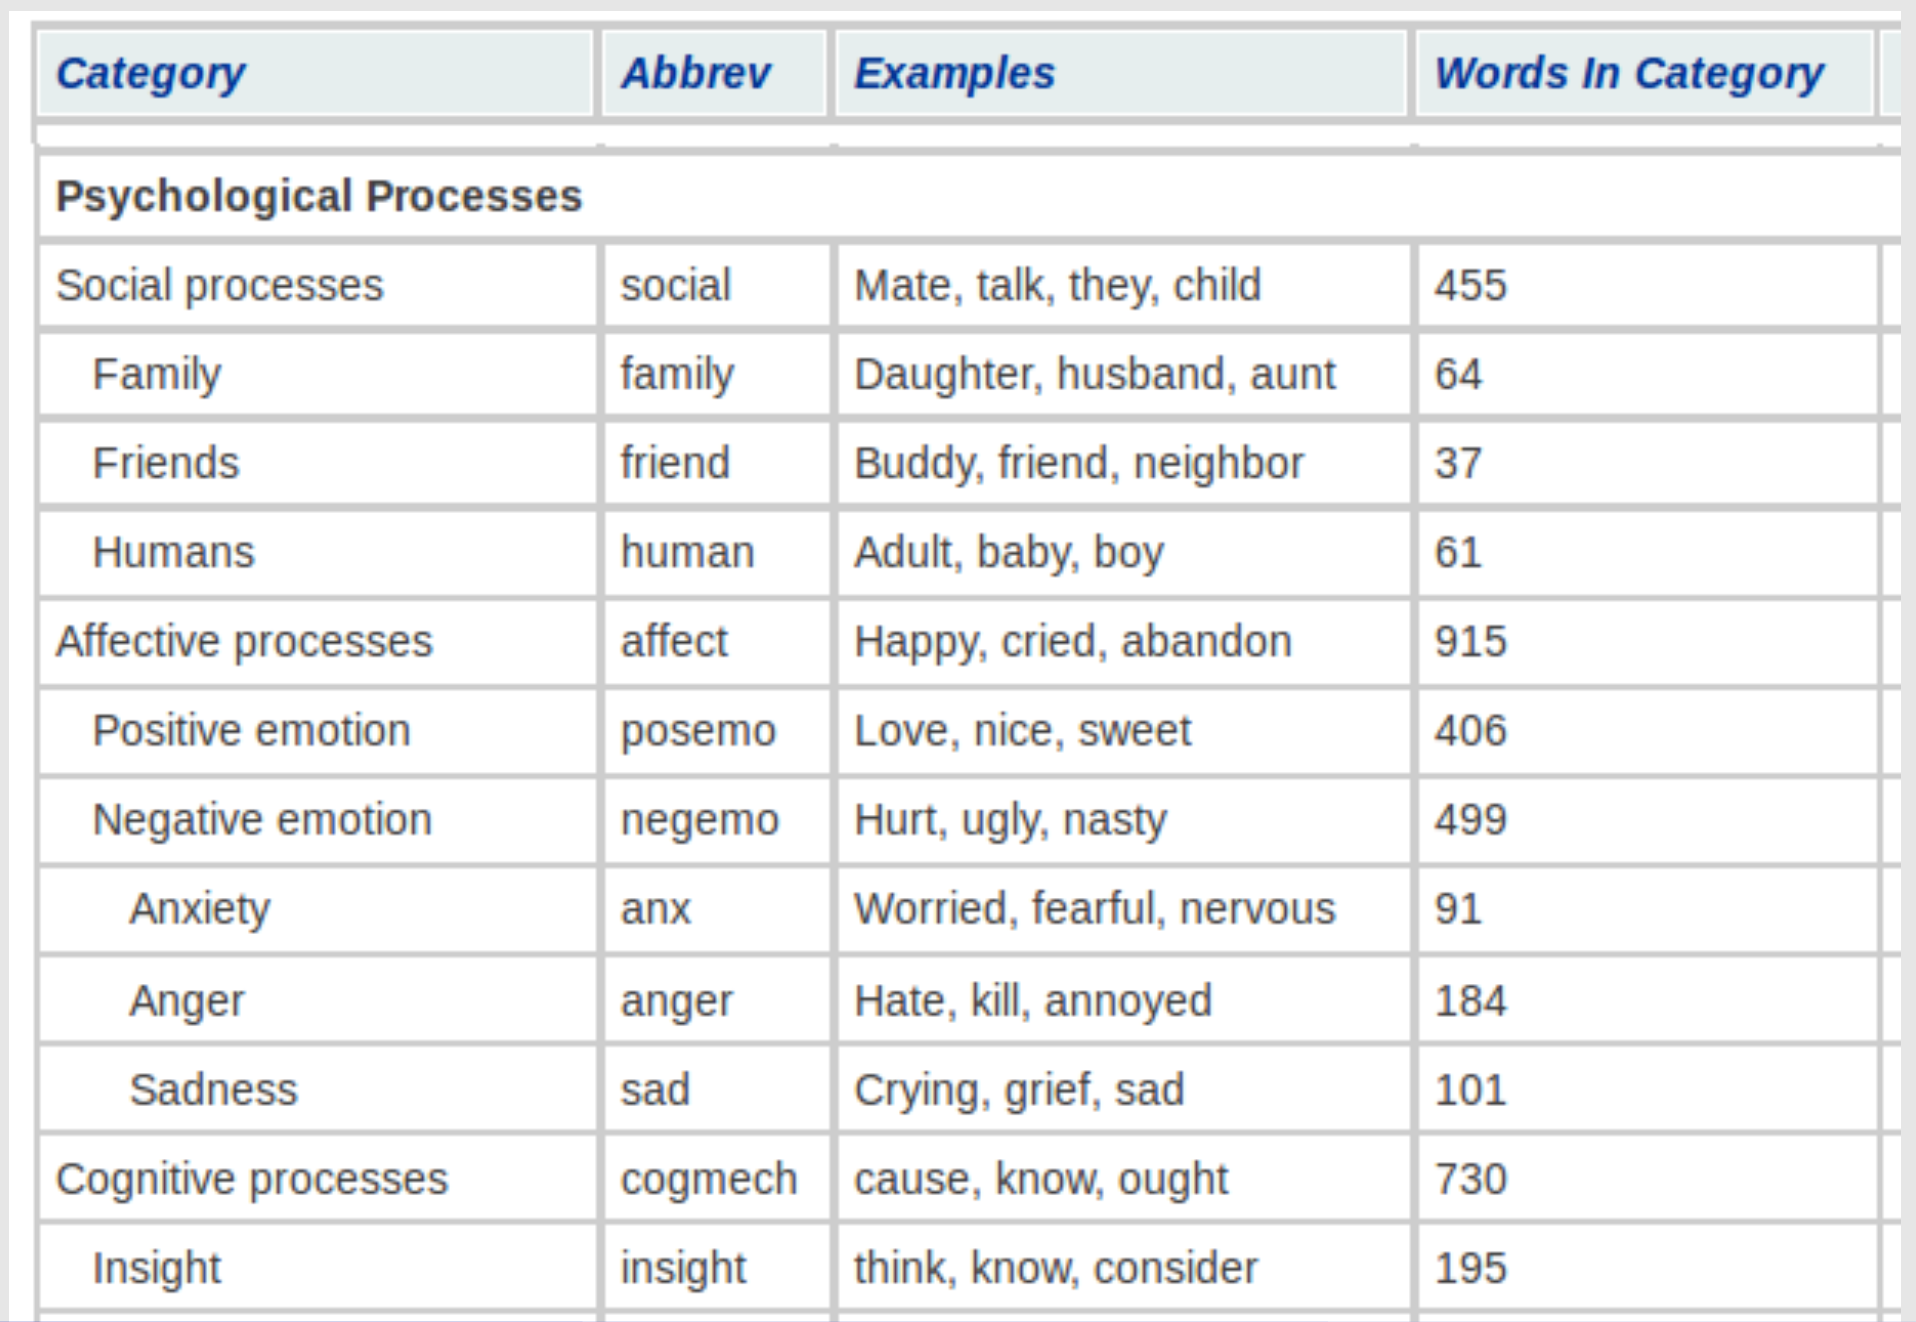 Category Abbrev Examples Words In Category
Psychological Processes
Social processes social Mate, talk, they, child 455
Family family Daughter, husband, aunt 64
Friends friend Buddy, friend, neighbor 37
Humans human Adult, baby, boy 61
Affective processes affect Happy, cried, abandon 915
Positive emotion posemo Love, nice, sweet 406
Negative emotion negemo Hurt, ugly, nasty 499
Anxiety anx Worried, fearful, nervous 91
Anger anger Hate, kill, annoyed 184
Sadness sad Crying, grief, sad 101
Cognitive processes cogmech cause, know, ought 730
Insight insight think, know, consider 195